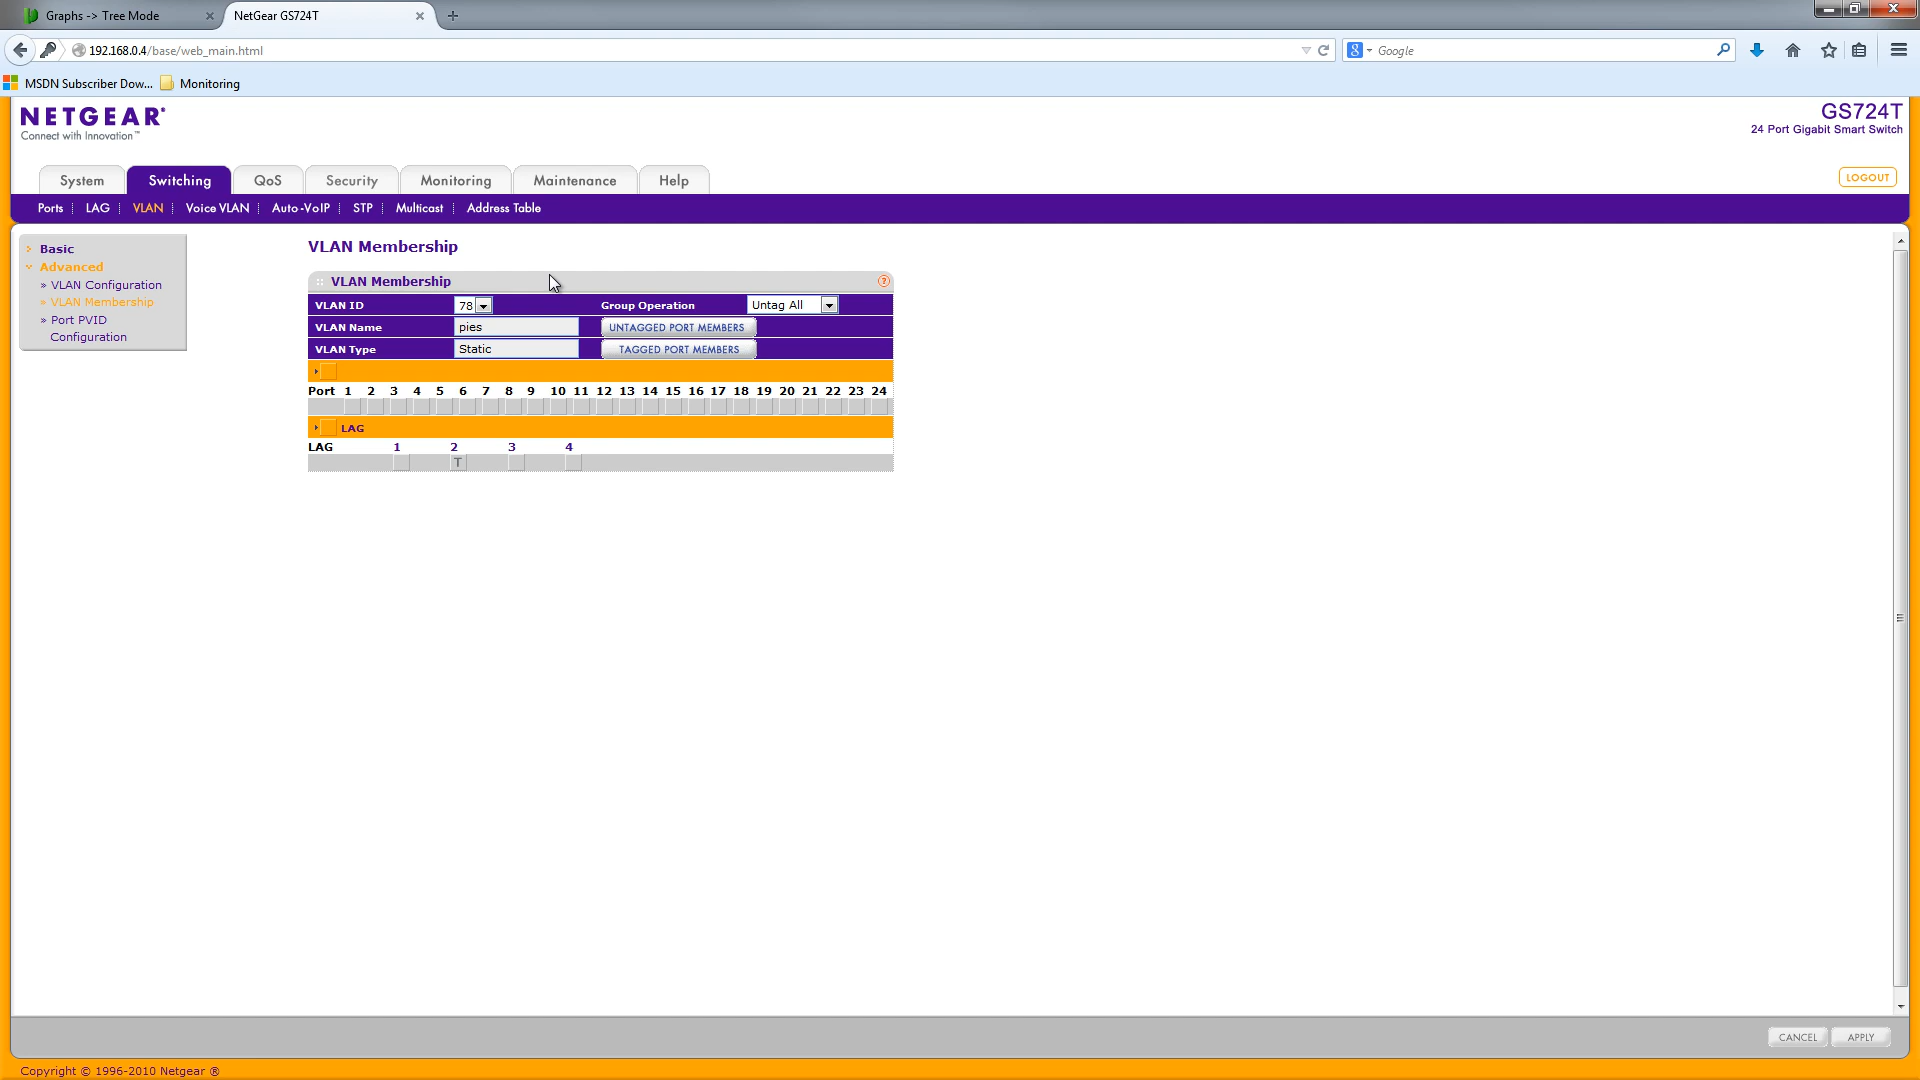 Graphs -> Tree Mode
NetGear GS724T
192.168.0.4/base/web_main.html
Google
MSDN Subscriber Dow...
Monitoring
NETGEAR®
Connect with Innovation™
GS724T
24 Port Gigabit Smart Switch
System Switching QoS Security Monitoring Maintenance Help
LOGOUT
Ports LAG VLAN Voice VLAN Auto-VoIP STP Multicast Address Table
Basic
Advanced
» VLAN Configuration
» VLAN Membership
» Port PVID
Configuration
VLAN Membership
VLAN Membership
VLAN ID 78 Group Operation Untag All
VLAN Name pies UNTAGGED PORT MEMBERS
VLAN Type Static TAGGED PORT MEMBERS
Port 1 2 3 4 5 6 7 8 9 10 11 12 13 14 15 16 17 18 19 20 21 22 23 24
LAG
LAG 1 2 3 4
T
CANCEL APPLY
Copyright © 1996-2010 Netgear ®